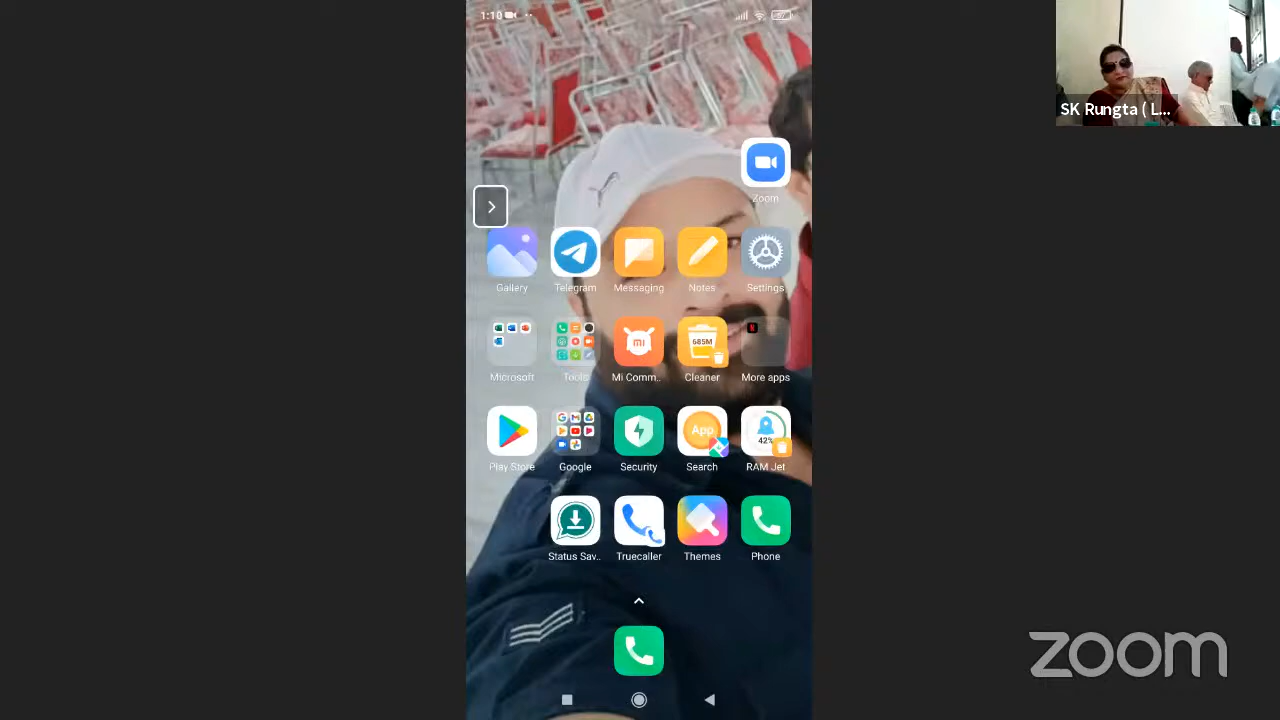 1:10
SK Rungta ( L...
Zoom
Gallery Telegram Messaging Notes Settings
685M
Microsoft Tools Mi Comm.. Cleaner More apps
App
42%
Play Store Google Security Search RAM Jet
Status Sav.. Truecaller Themes Phone
zoom